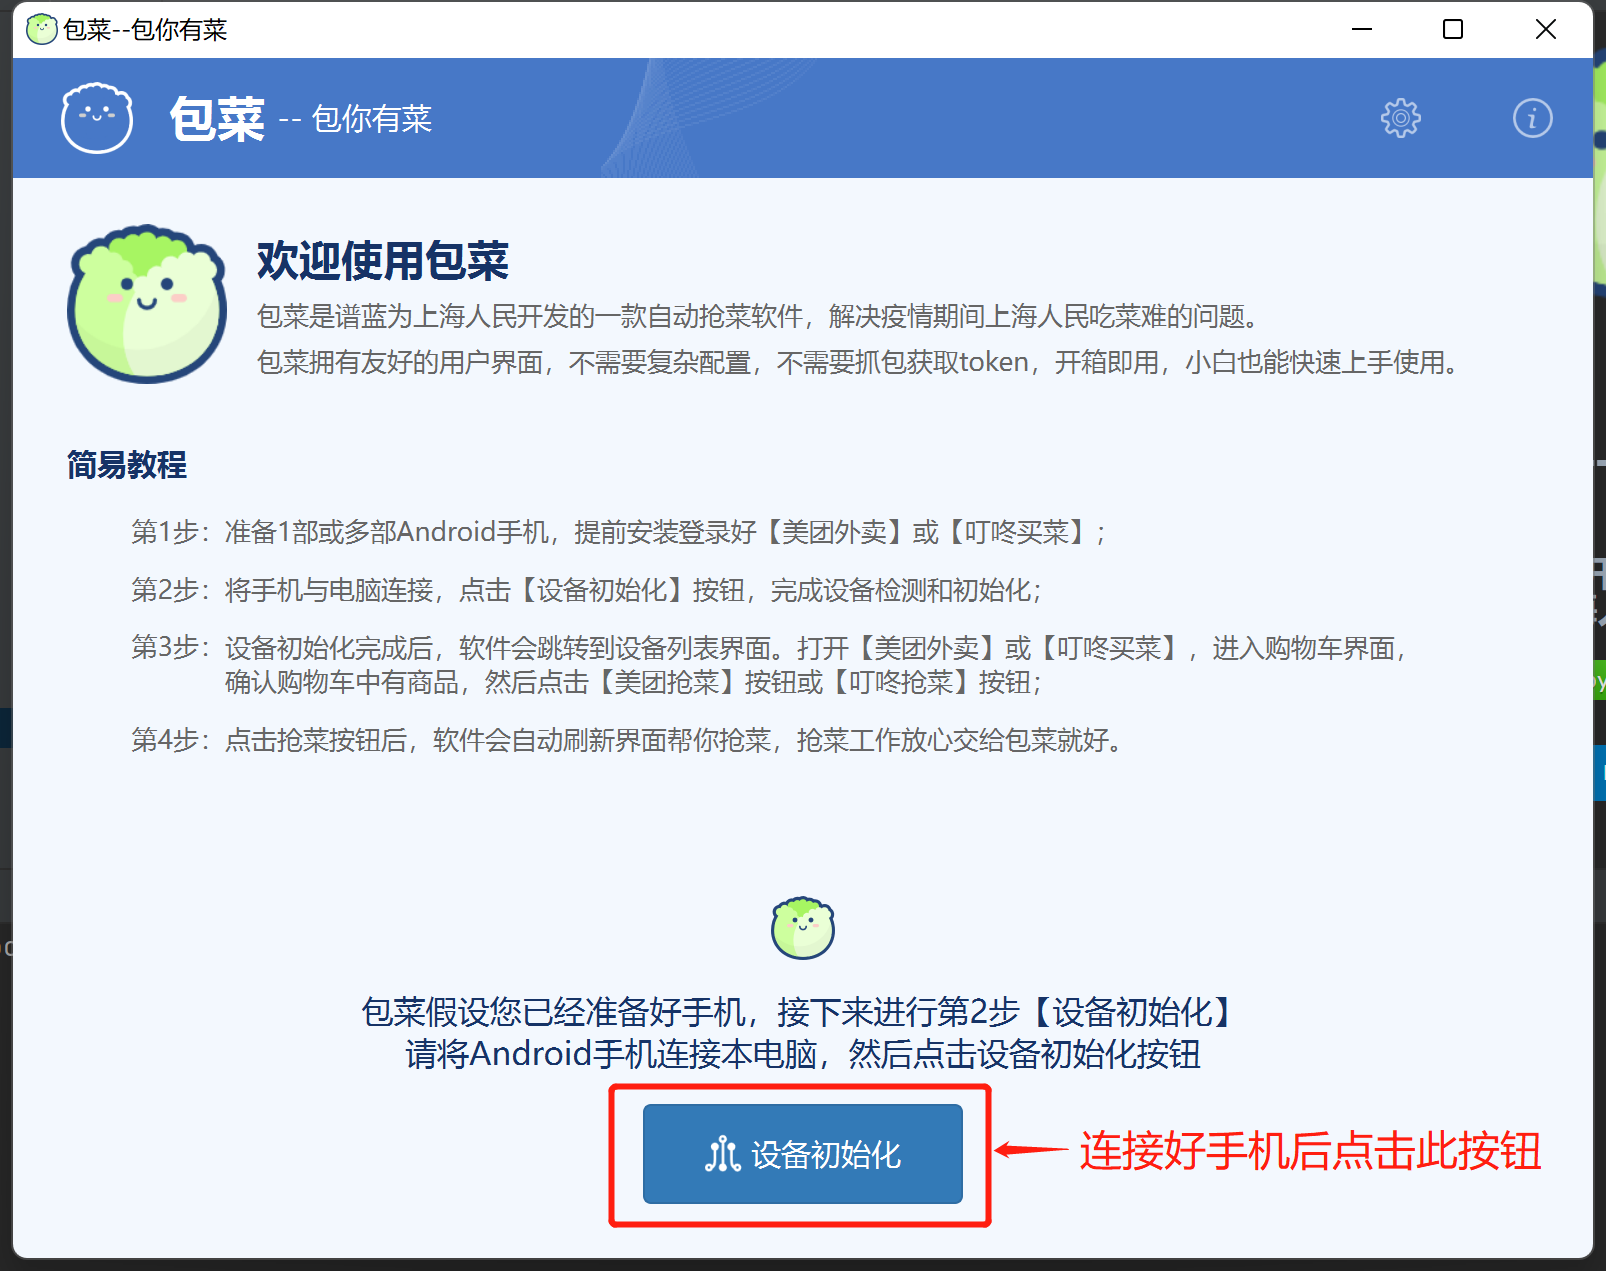 包菜--包你有菜
包菜 -- 包你有菜
欢迎使用包菜
包菜是谱蓝为上海人民开发的一款自动抢菜软件，解决疫情期间上海人民吃菜难的问题。
包菜拥有友好的用户界面，不需要复杂配置，不需要抓包获取token，开箱即用，小白也能快速上手使用。
简易教程
第1步：准备1部或多部Android手机，提前安装登录好【美团外卖】或【叮咚买菜】；
第2步：将手机与电脑连接，点击【设备初始化】按钮，完成设备检测和初始化；
第3步：设备初始化完成后，软件会跳转到设备列表界面。打开【美团外卖】或【叮咚买菜】，进入购物车界面，
确认购物车中有商品，然后点击【美团抢菜】按钮或【叮咚抢菜】按钮；
第4步：点击抢菜按钮后，软件会自动刷新界面帮你抢菜，抢菜工作放心交给包菜就好。
包菜假设您已经准备好手机，接下来进行第2步【设备初始化】
请将Android手机连接本电脑，然后点击设备初始化按钮
设备初始化
连接好手机后点击此按钮